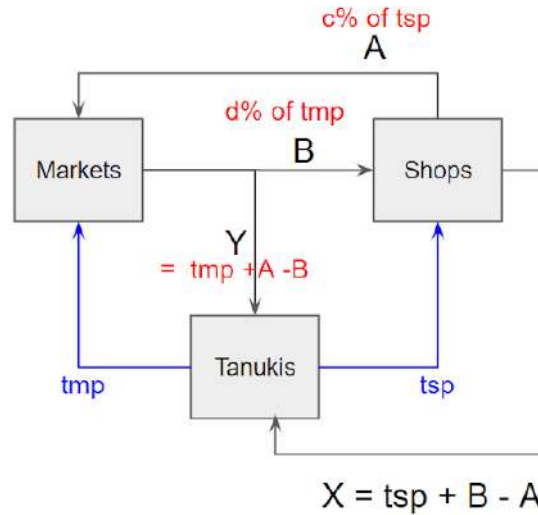 c% of tsp
A
d% of tmp
Markets
B
Shops
Y
= tmp +A -B
Tanukis
tmp
tsp
X = tsp + B - A